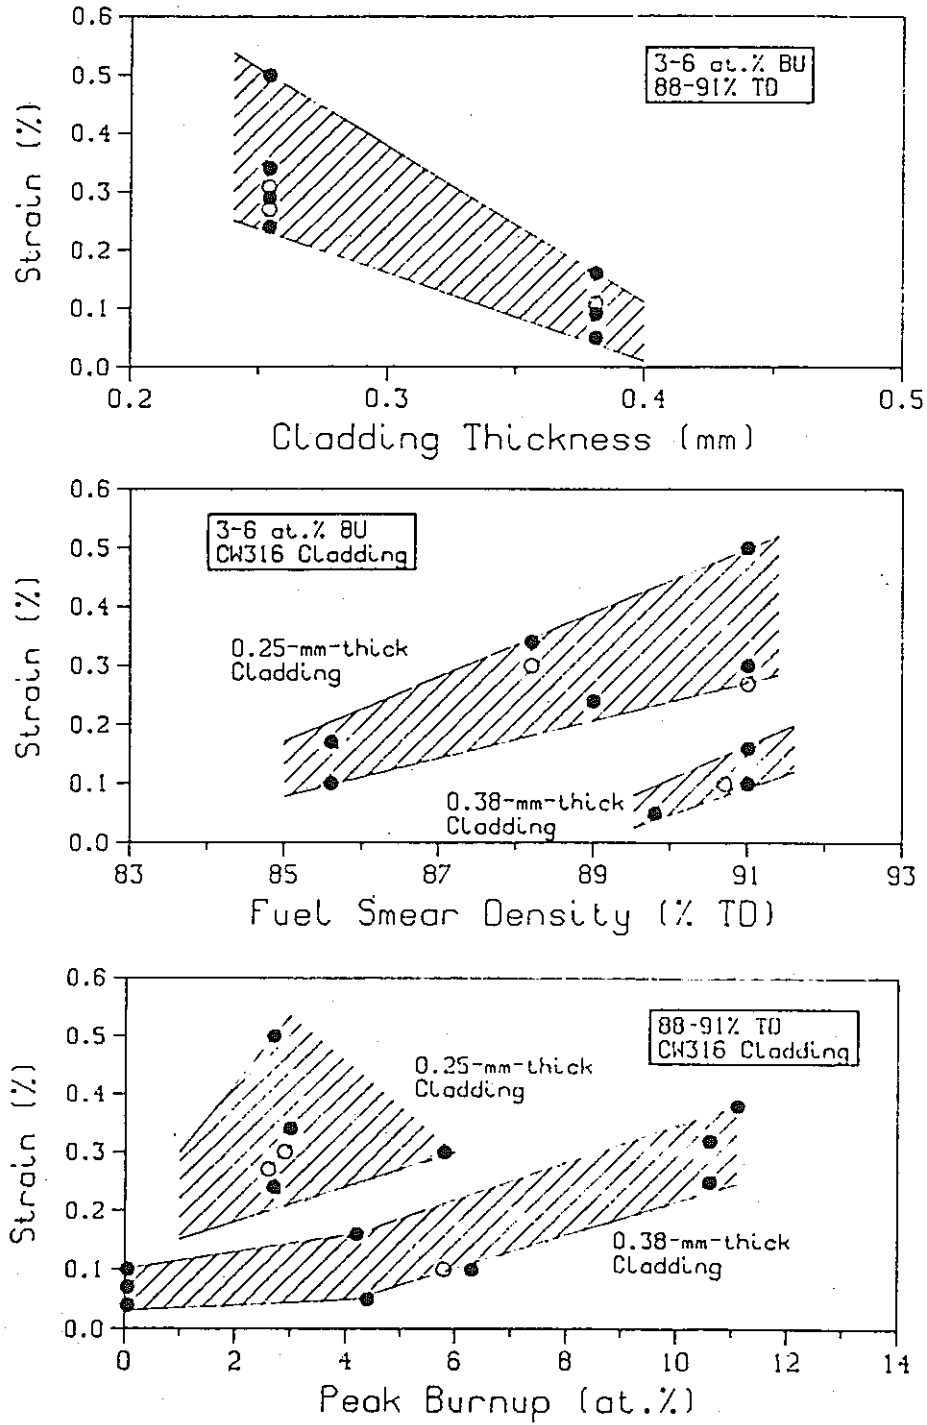 0.6
0.5
0.4
0.3
0.2
0.1
0.0
Strain (%)
3-6 at.% BU
88-91% TD
0.2 0.3 0.4 0.5
Cladding Thickness (mm)
0.6
0.5
0.4
0.3
0.2
0.1
0.0
Strain (%)
3-6 at.% BU
CW316 Cladding
0.25-mm-thick
Cladding
0.38-mm-thick
Cladding
83 85 87 89 91 93
Fuel Smear Density (% TD)
0.6
0.5
0.4
0.3
0.2
0.1
0.0
Strain (%)
88-91% TD
CW316 Cladding
0.25-mm-thick
Cladding
0.38-mm-thick
Cladding
0 2 4 6 8 10 12 14
Peak Burnup (at.%)